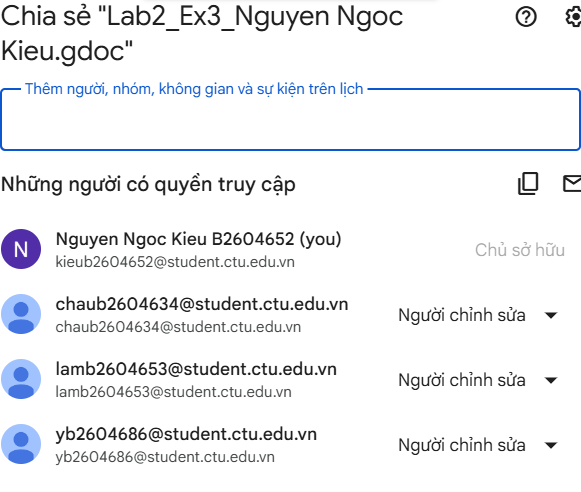 Chia sẻ "Lab2_Ex3_Nguyen Ngoc
Kieu.gdoc"
Thêm người, nhóm, không gian và sự kiện trên lịch
Những người có quyền truy cập
N
Nguyen Ngoc Kieu B2604652 (you)
kieub2604652@student.ctu.edu.vn
Chủ sở hữu
chaub2604634@student.ctu.edu.vn
chaub2604634@student.ctu.edu.vn
Người chỉnh sửa
lamb2604653@student.ctu.edu.vn
lamb2604653@student.ctu.edu.vn
Người chỉnh sửa
yb2604686@student.ctu.edu.vn
yb2604686@student.ctu.edu.vn
Người chỉnh sửa